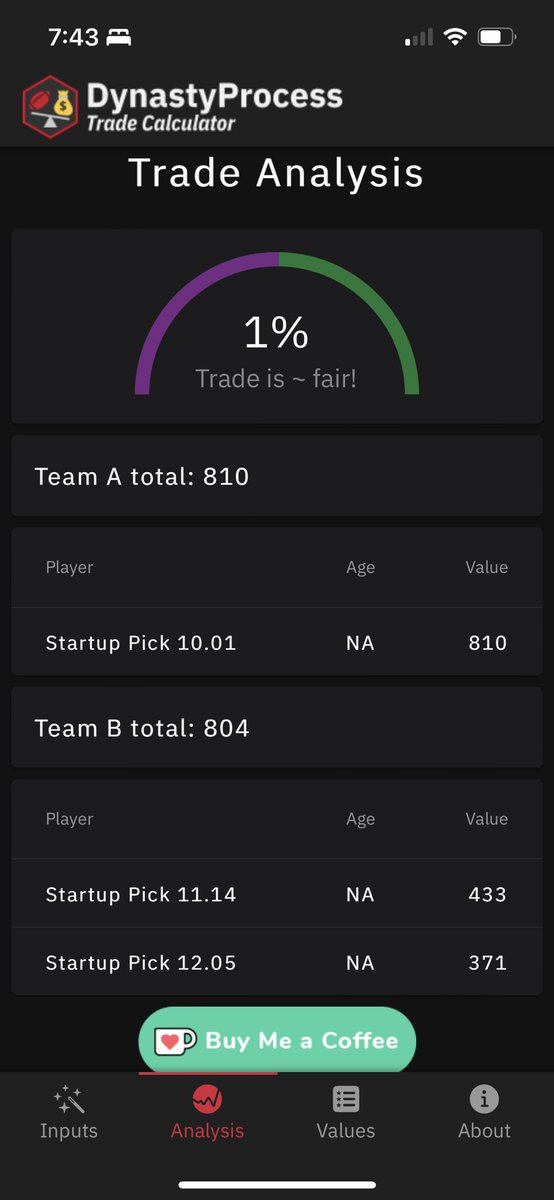 7:43
DynastyProcess
Trade Calculator
Trade Analysis
1%
Trade is ~ fair!
Team A total: 810
Player Age Value
Startup Pick 10.01 NA 810
Team B total: 804
Player Age Value
Startup Pick 11.14 NA 433
Startup Pick 12.05 NA 371
Buy Me a Coffee
Inputs Analysis Values About